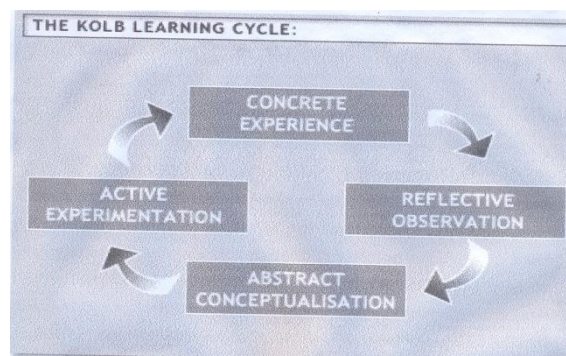 THE KOLB LEARNING CYCLE:
CONCRETE
EXPERIENCE
REFLECTIVE
OBSERVATION
ABSTRACT
CONCEPTUALISATION
ACTIVE
EXPERIMENTATION